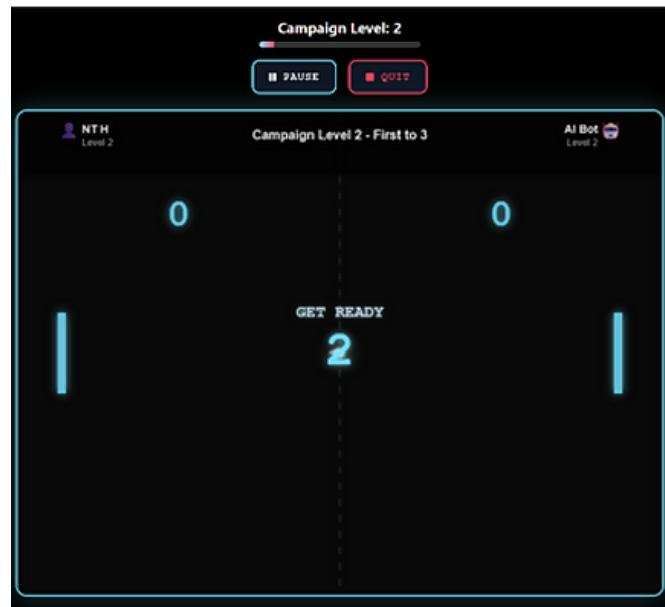 Campaign Level: 2
PAUSE
QUIT
NTH
Level 2
Campaign Level 2 - First to 3
AI Bot
Level 2
0
0
GET READY
2